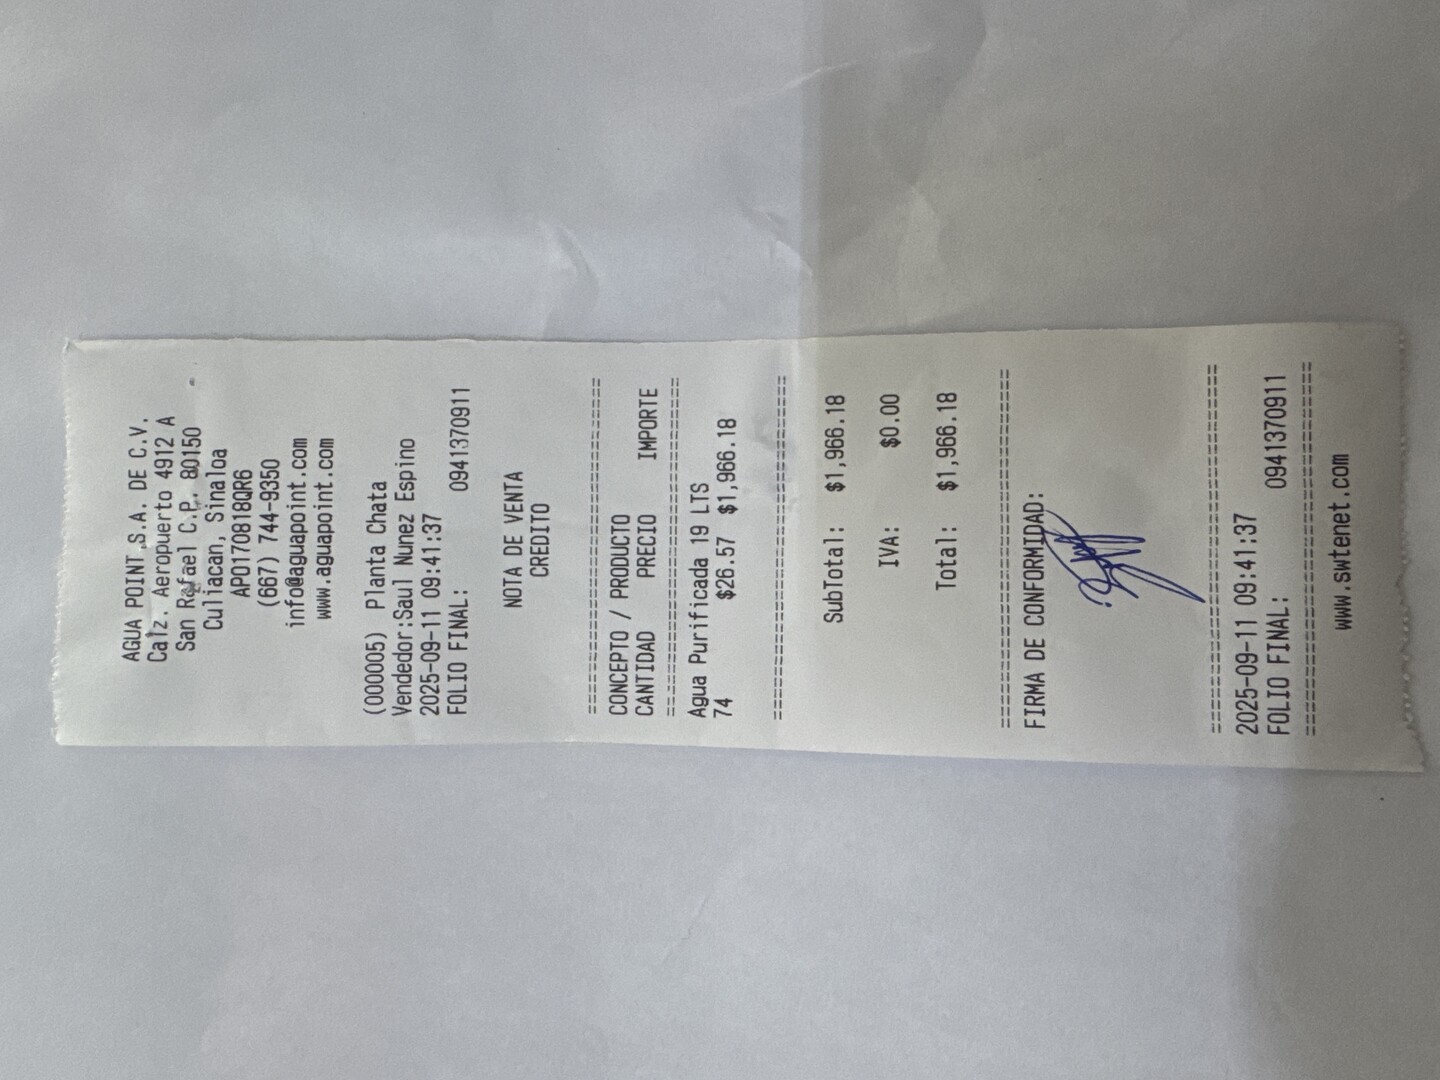 AGUA POINT S.A. DE C.V.
Calz. Aeropuerto 4912 A
San Rafael C.P. 80150
Culiacan, Sinaloa
APO170818QR6
(667) 744-9350
info@aguapoint.com
www.aguapoint.com
(000005) Planta Chata
Vendedor:Saul Nunez Espino
2025-09-11 09:41:37
FOLIO FINAL: 0941370911
NOTA DE VENTA
CREDITO
================================
CONCEPTO / PRODUCTO
CANTIDAD PRECIO IMPORTE
================================
Agua Purificada 19 LTS
74 $26.57 $1,966.18
================================
SubTotal: $1,966.18
IVA: $0.00
Total: $1,966.18
================================
FIRMA DE CONFORMIDAD:
================================
2025-09-11 09:41:37
FOLIO FINAL: 0941370911
================================
www.swtenet.com